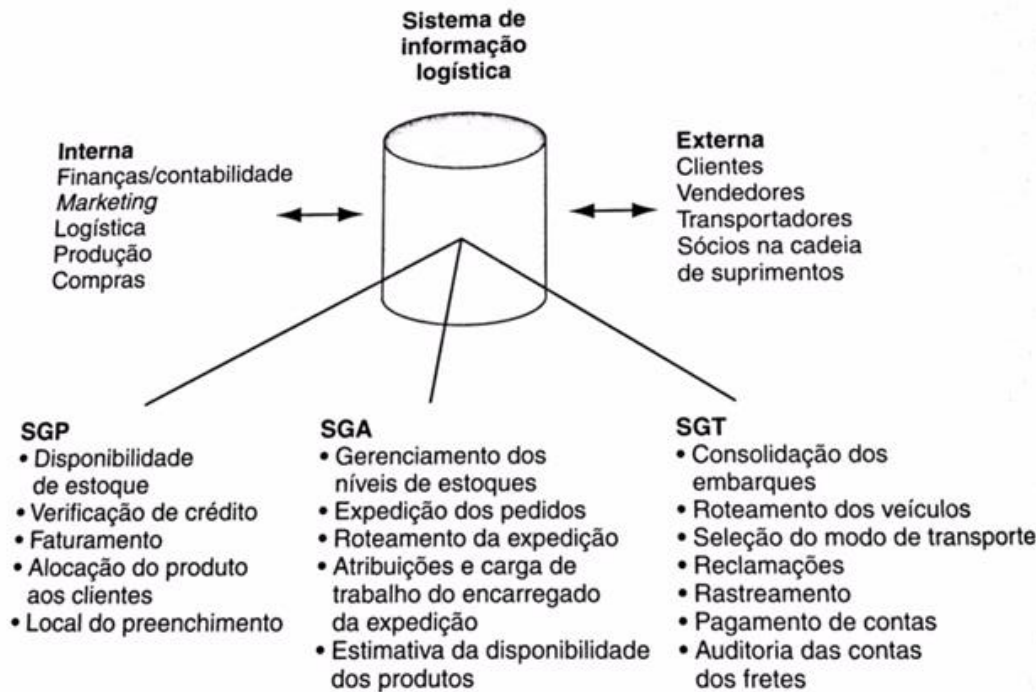 Sistema de
informação
logística
Interna
Finanças/contabilidade
Marketing
Logística
Produção
Compras
Externa
Clientes
Vendedores
Transportadores
Sócios na cadeia
de suprimentos
SGP
• Disponibilidade
de estoque
• Verificação de crédito
• Faturamento
• Alocação do produto
aos clientes
• Local do preenchimento
SGA
• Gerenciamento dos
níveis de estoques
• Expedição dos pedidos
• Roteamento da expedição
• Atribuições e carga de
trabalho do encarregado
da expedição
• Estimativa da disponibilidade
dos produtos
SGT
• Consolidação dos
embarques
• Roteamento dos veículos
• Seleção do modo de transporte
• Reclamações
• Rastreamento
• Pagamento de contas
• Auditoria das contas
dos fretes